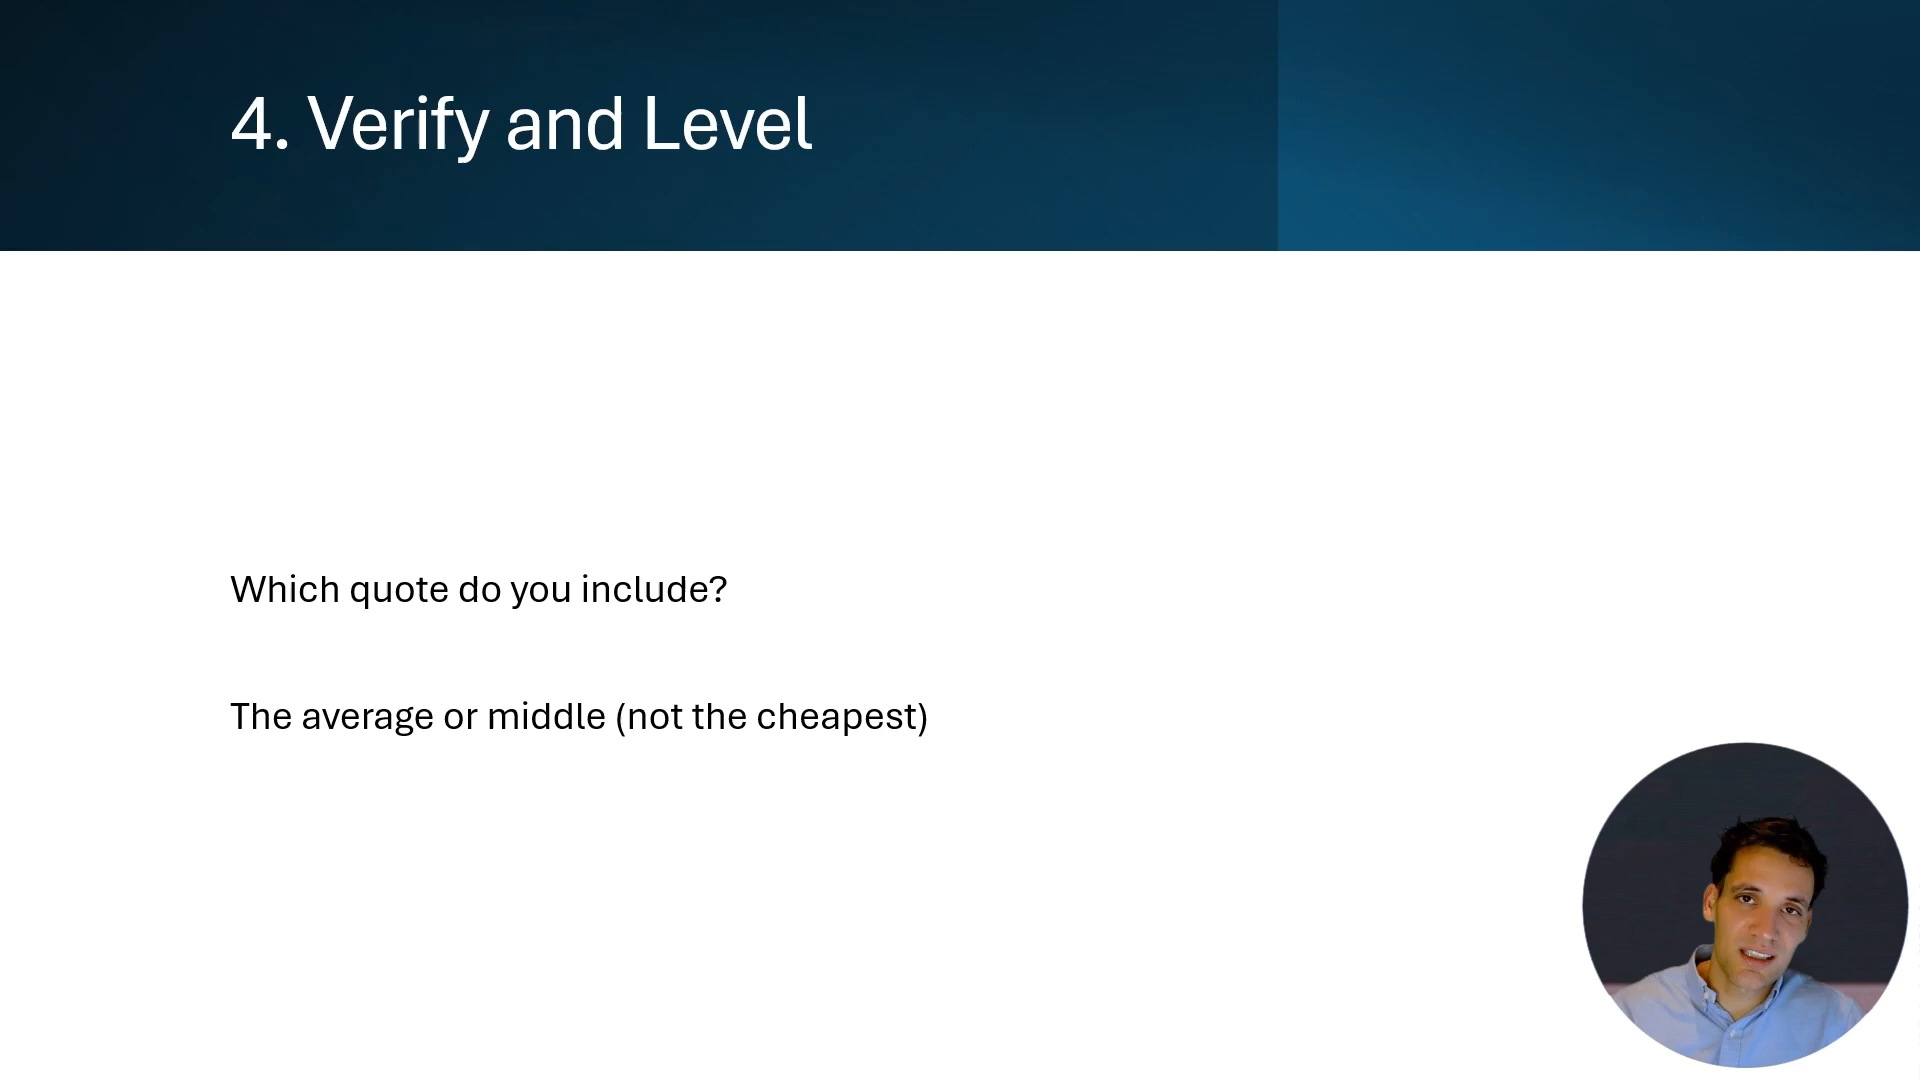 4. Verify and Level
Which quote do you include?
The average or middle (not the cheapest)